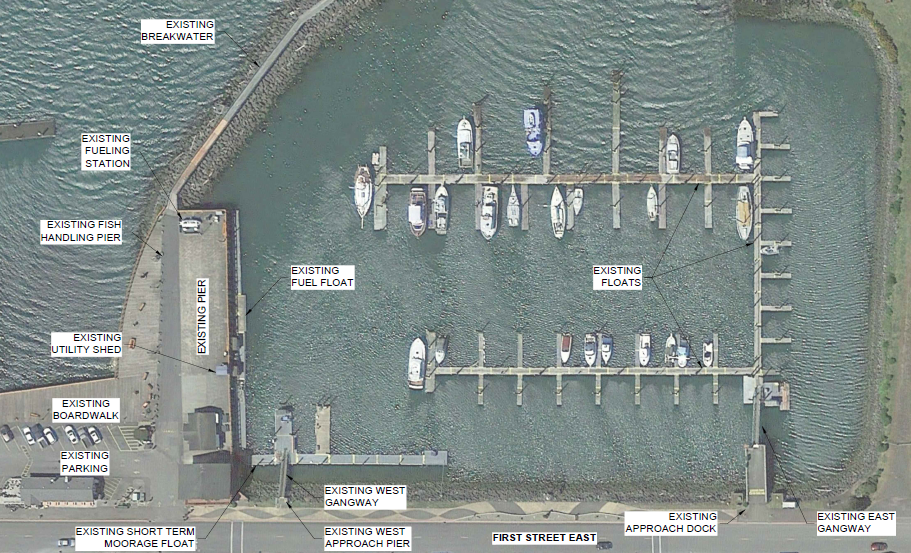 EXISTING
BREAKWATER
EXISTING
FUELING
STATION
EXISTING FISH
HANDLING PIER
EXISTING
FUEL FLOAT
EXISTING
FLOATS
EXISTING PIER
EXISTING
UTILITY SHED
EXISTING
BOARDWALK
EXISTING
PARKING
EXISTING WEST
GANGWAY
EXISTING SHORT TERM
MOORAGE FLOAT
EXISTING WEST
APPROACH PIER
FIRST STREET EAST
EXISTING
APPROACH DOCK
EXISTING EAST
GANGWAY